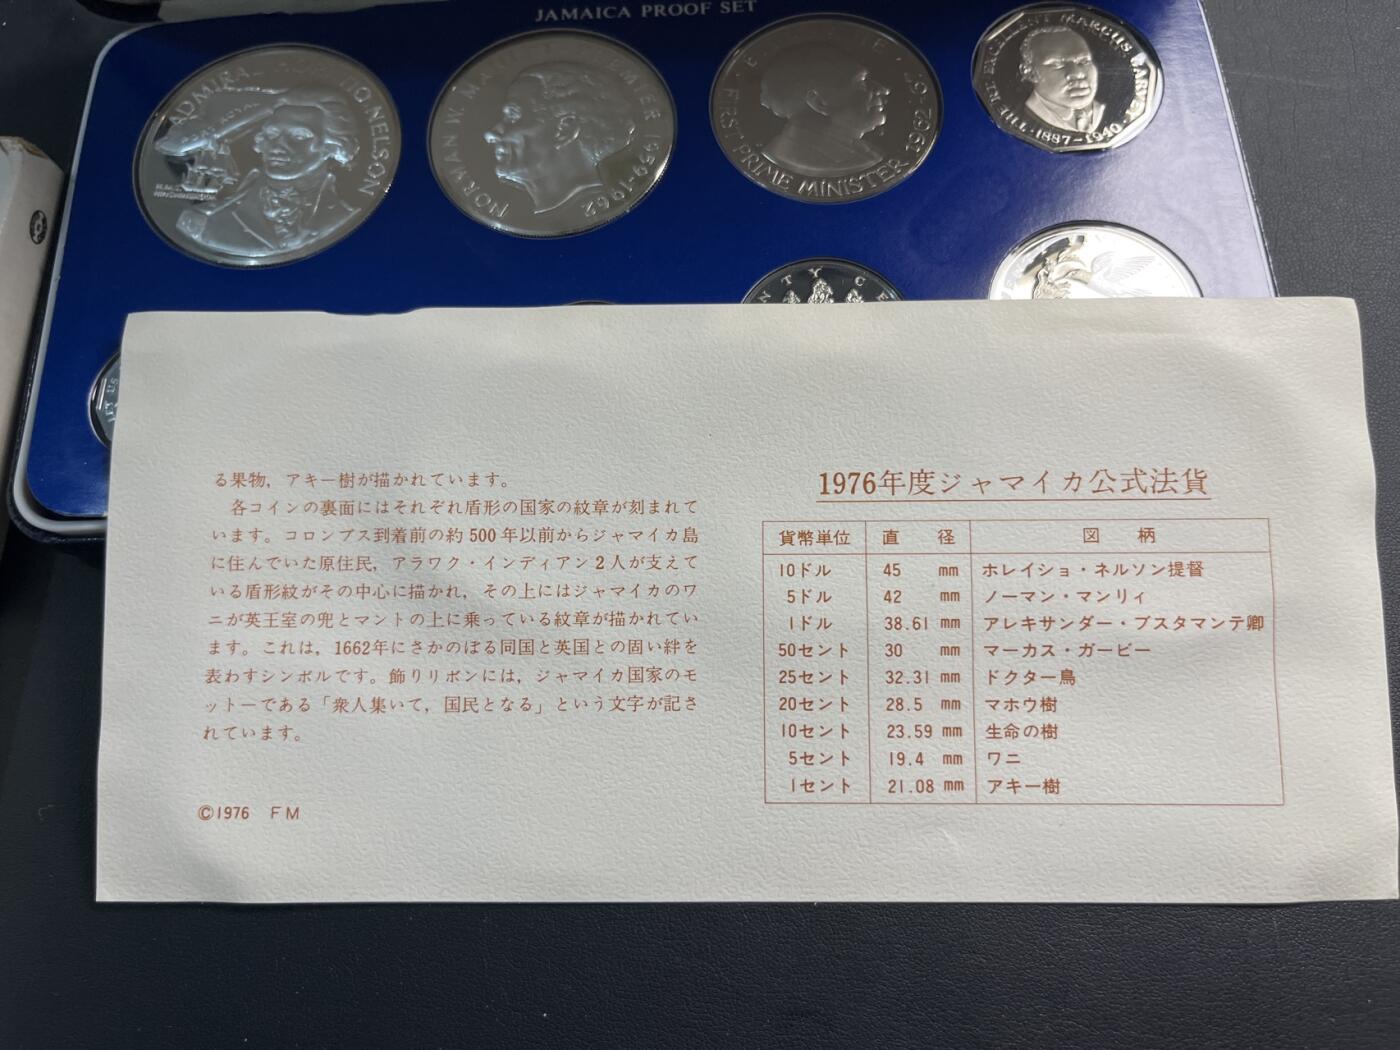 JAMAICA PROOF SET
ADMIRAL HORATIO NELSON
NORMAN W. MANLEY PREMIER 1959-1962
FIRST PRIME MINISTER 1962
MARCUS GARVEY 1887-1940
TY CE
る果物，アキー樹が描かれています。
各コインの裏面にはそれぞれ盾形の国家の紋章が刻まれて
います。コロンブス到着前の約500年以前からジャマイカ島
に住んでいた原住民，アラワク・インディアン2人が支えて
いる盾形紋がその中心に描かれ，その上にはジャマイカのワ
ニが英王室の兜とマントの上に乗っている紋章が描かれてい
ます。これは，1662年にさかのぼる同国と英国との固い絆を
表わすシンボルです。飾りリボンには，ジャマイカ国家のモ
ットーである「衆人集いて，国民となる」という文字が記さ
れています。
©1976 FM
1976年度ジャマイカ公式法貨
貨幣単位 直 径 図 柄
10ドル 45 mm ホレイショ・ネルソン提督
5ドル 42 mm ノーマン・マンリィ
1ドル 38.61 mm アレキサンダー・ブスタマンテ卿
50セント 30 mm マーカス・ガービー
25セント 32.31 mm ドクター鳥
20セント 28.5 mm マホウ樹
10セント 23.59 mm 生命の樹
5セント 19.4 mm ワニ
1セント 21.08 mm アキー樹